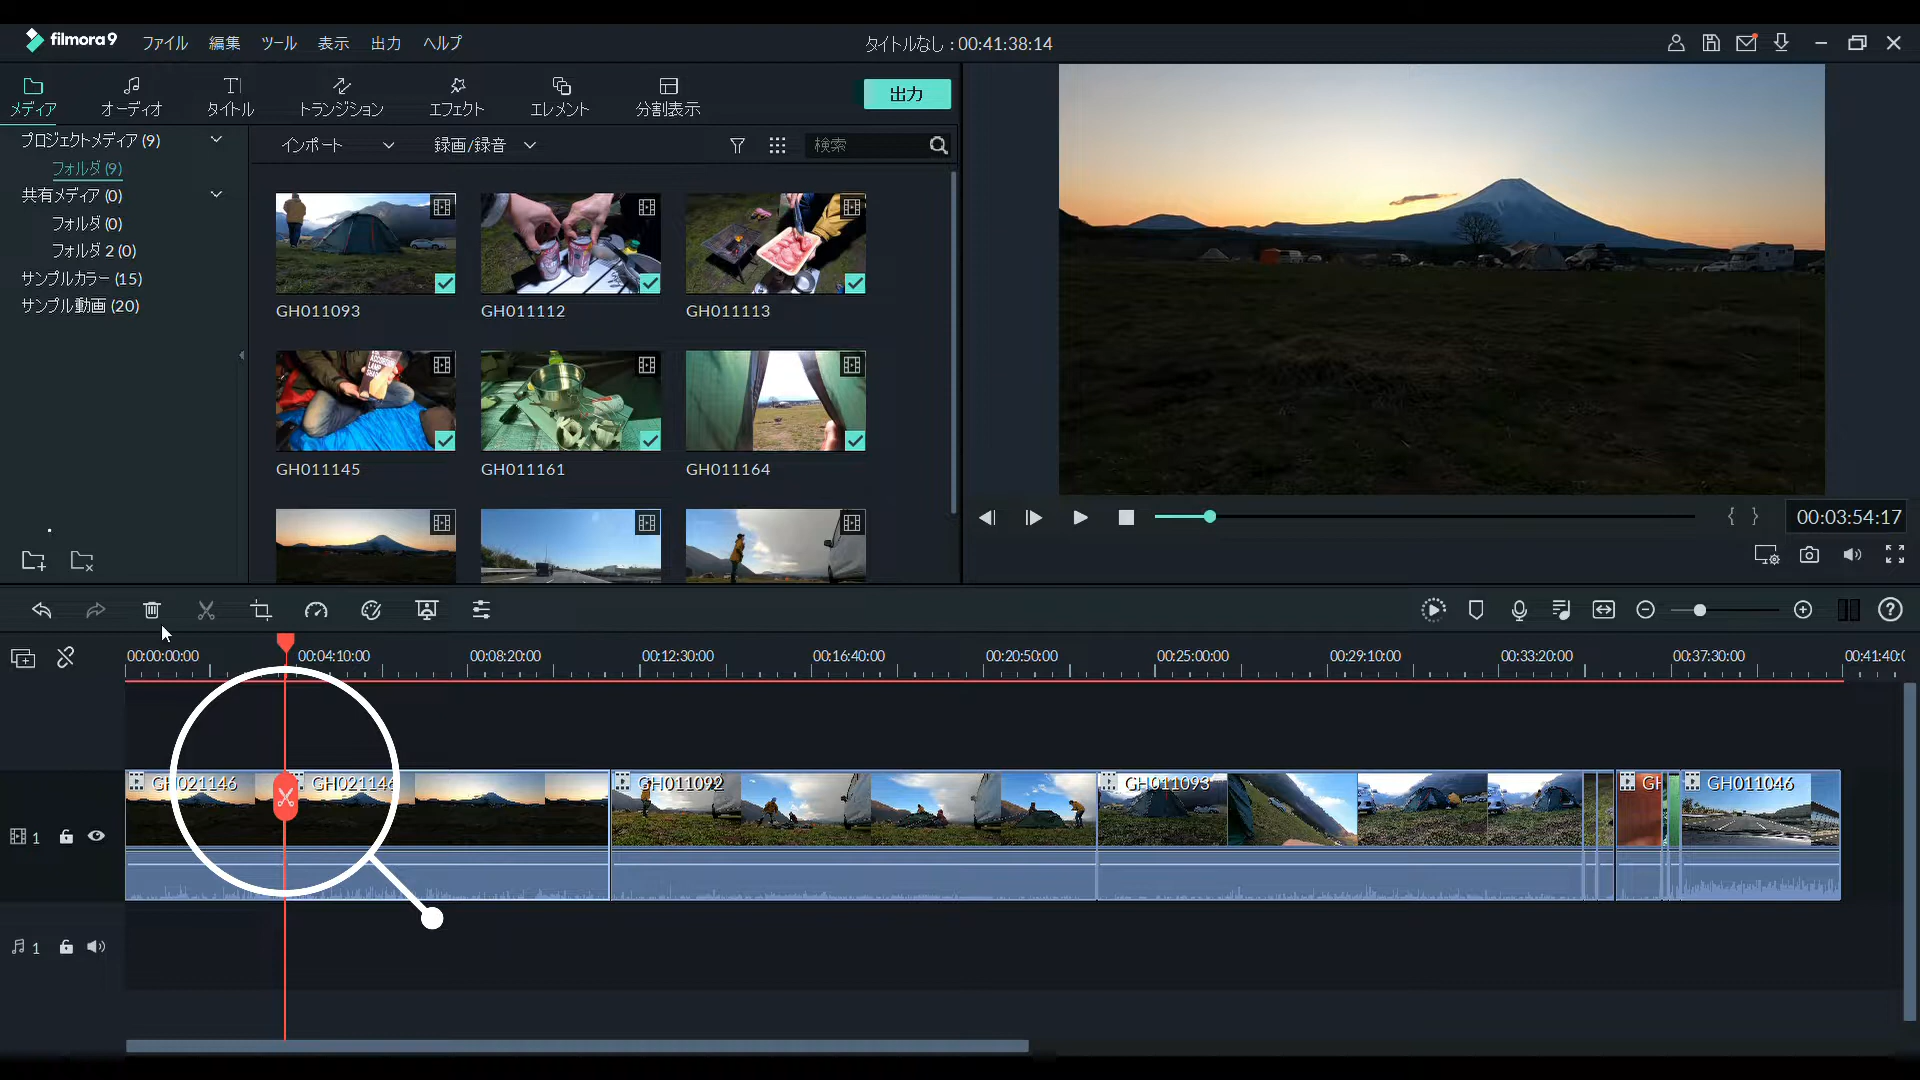 filmora9 ファイル 編集 ツール 表示 出力 ヘルプ タイトルなし : 00:41:38:14
メディア オーディオ タイトル トランジション エフェクト エレメント 分割表示 出力
プロジェクトメディア (9)
フォルダ (9)
共有メディア (0)
フォルダ (0)
フォルダ 2 (0)
サンプルカラー (15)
サンプル動画 (20)
インポート 録画/録音 検索
GH011093 GH011112 GH011113
GH011145 GH011161 GH011164
00:03:54:17
00:00:00:00 00:04:10:00 00:08:20:00 00:12:30:00 00:16:40:00 00:20:50:00 00:25:00:00 00:29:10:00 00:33:20:00 00:37:30:00 00:41:40:0
GH021146 GH021146 GH011092 GH011093 GH GH011046
1
1